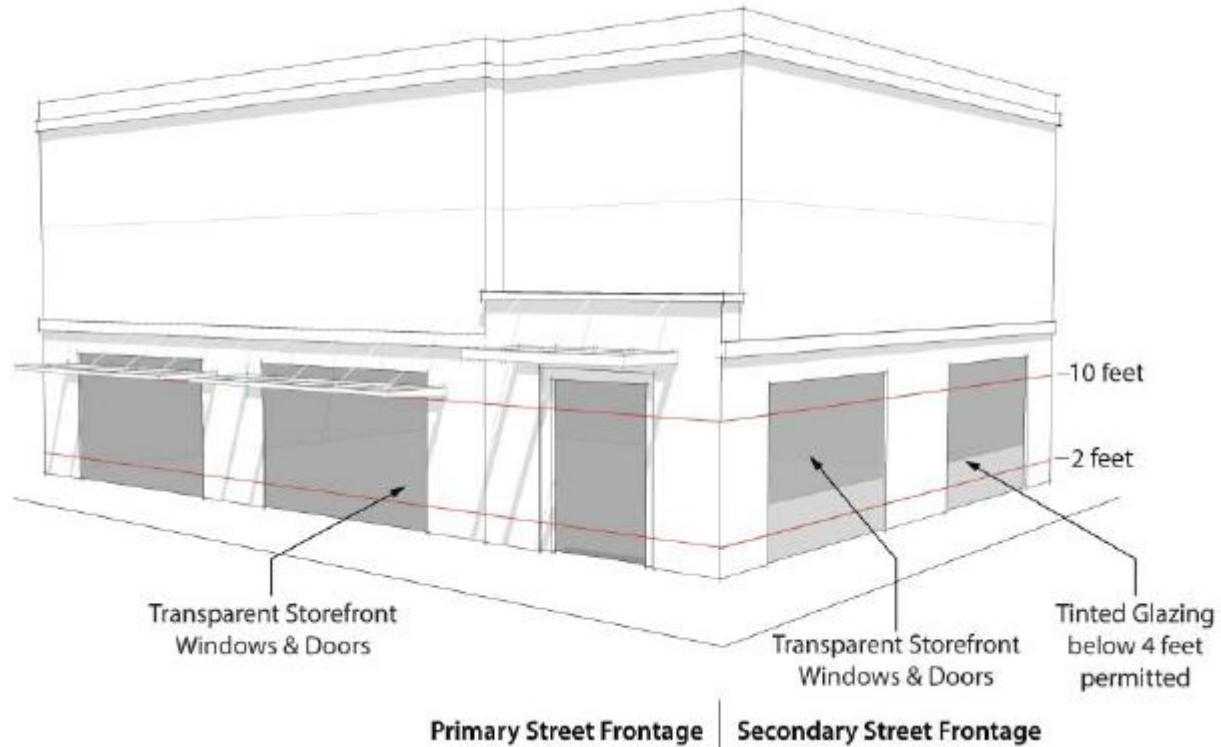 10 feet
2 feet
Transparent Storefront
Windows & Doors
Transparent Storefront
Windows & Doors
Tinted Glazing
below 4 feet
permitted
Primary Street Frontage
Secondary Street Frontage